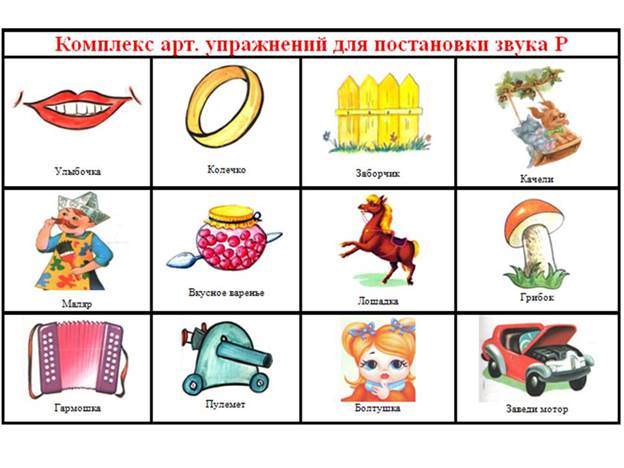 Комплекс арт. упражнений для постановки звука Р
Улыбочка
Колечко
Заборчик
Качели
Маляр
Вкусное варенье
Лошадка
Грибок
Гармошка
Пулемет
Болтушка
Заведи мотор